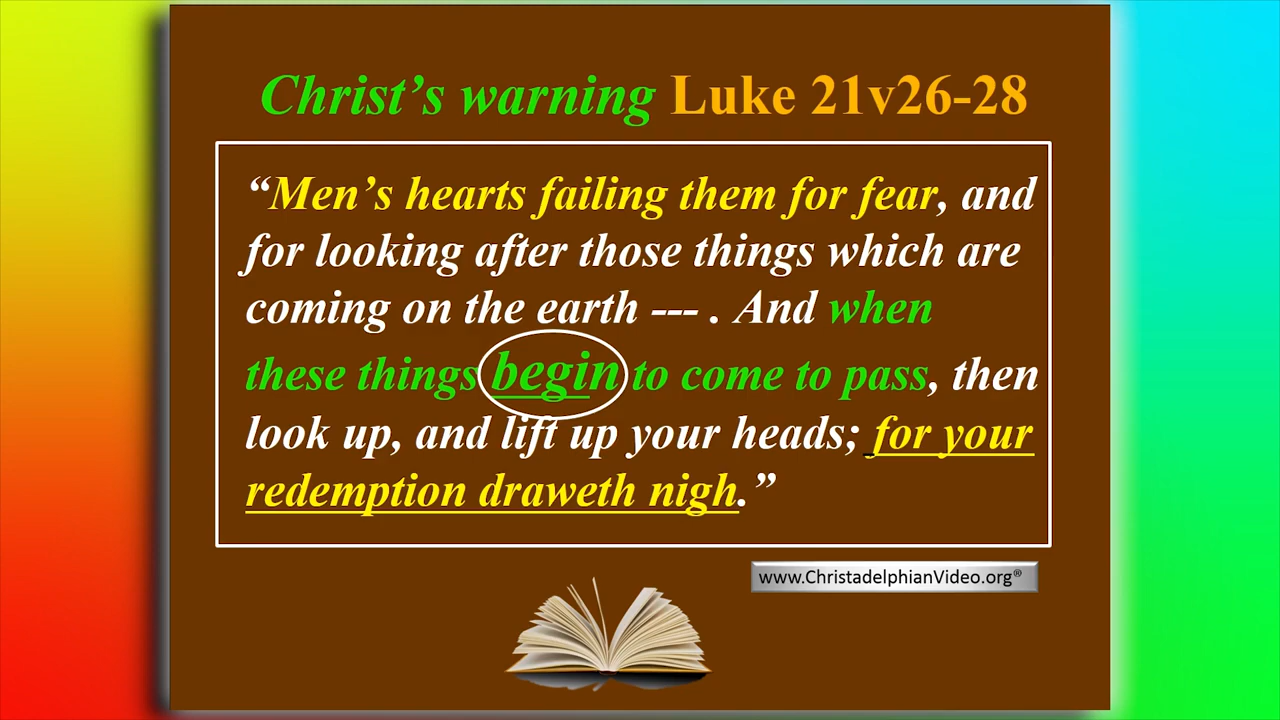 Christ’s warning Luke 21v26-28
“Men’s hearts failing them for fear, and
for looking after those things which are
coming on the earth --- . And when
these things begin to come to pass, then
look up, and lift up your heads; for your
redemption draweth nigh.”
www.ChristadelphianVideo.org®